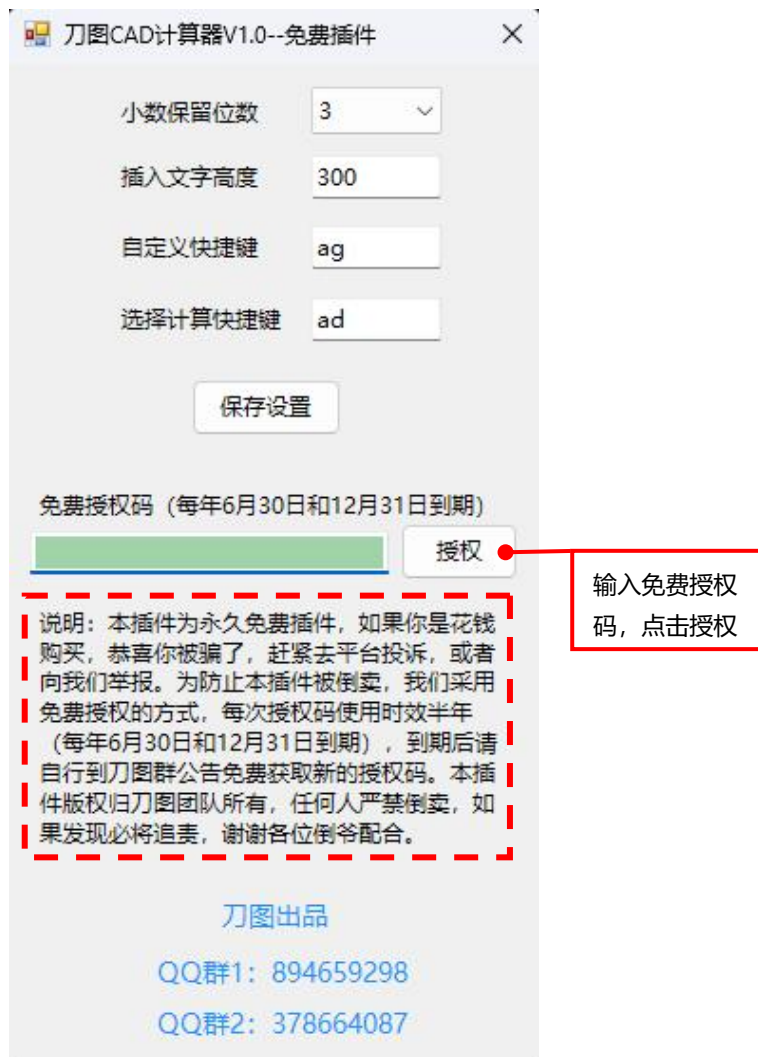 刀图CAD计算器V1.0--免费插件
小数保留位数 3
插入文字高度 300
自定义快捷键 ag
选择计算快捷键 ad
保存设置
免费授权码（每年6月30日和12月31日到期）
授权
输入免费授权
码，点击授权
说明：本插件为永久免费插件，如果你是花钱
购买，恭喜你被骗了，赶紧去平台投诉，或者
向我们举报。为防止本插件被倒卖，我们采用
免费授权的方式，每次授权码使用时效半年
（每年6月30日和12月31日到期），到期后请
自行到刀图群公告免费获取新的授权码。本插
件版权归刀图团队所有，任何人严禁倒卖，如
果发现必将追责，谢谢各位倒爷配合。
刀图出品
QQ群1：894659298
QQ群2：378664087